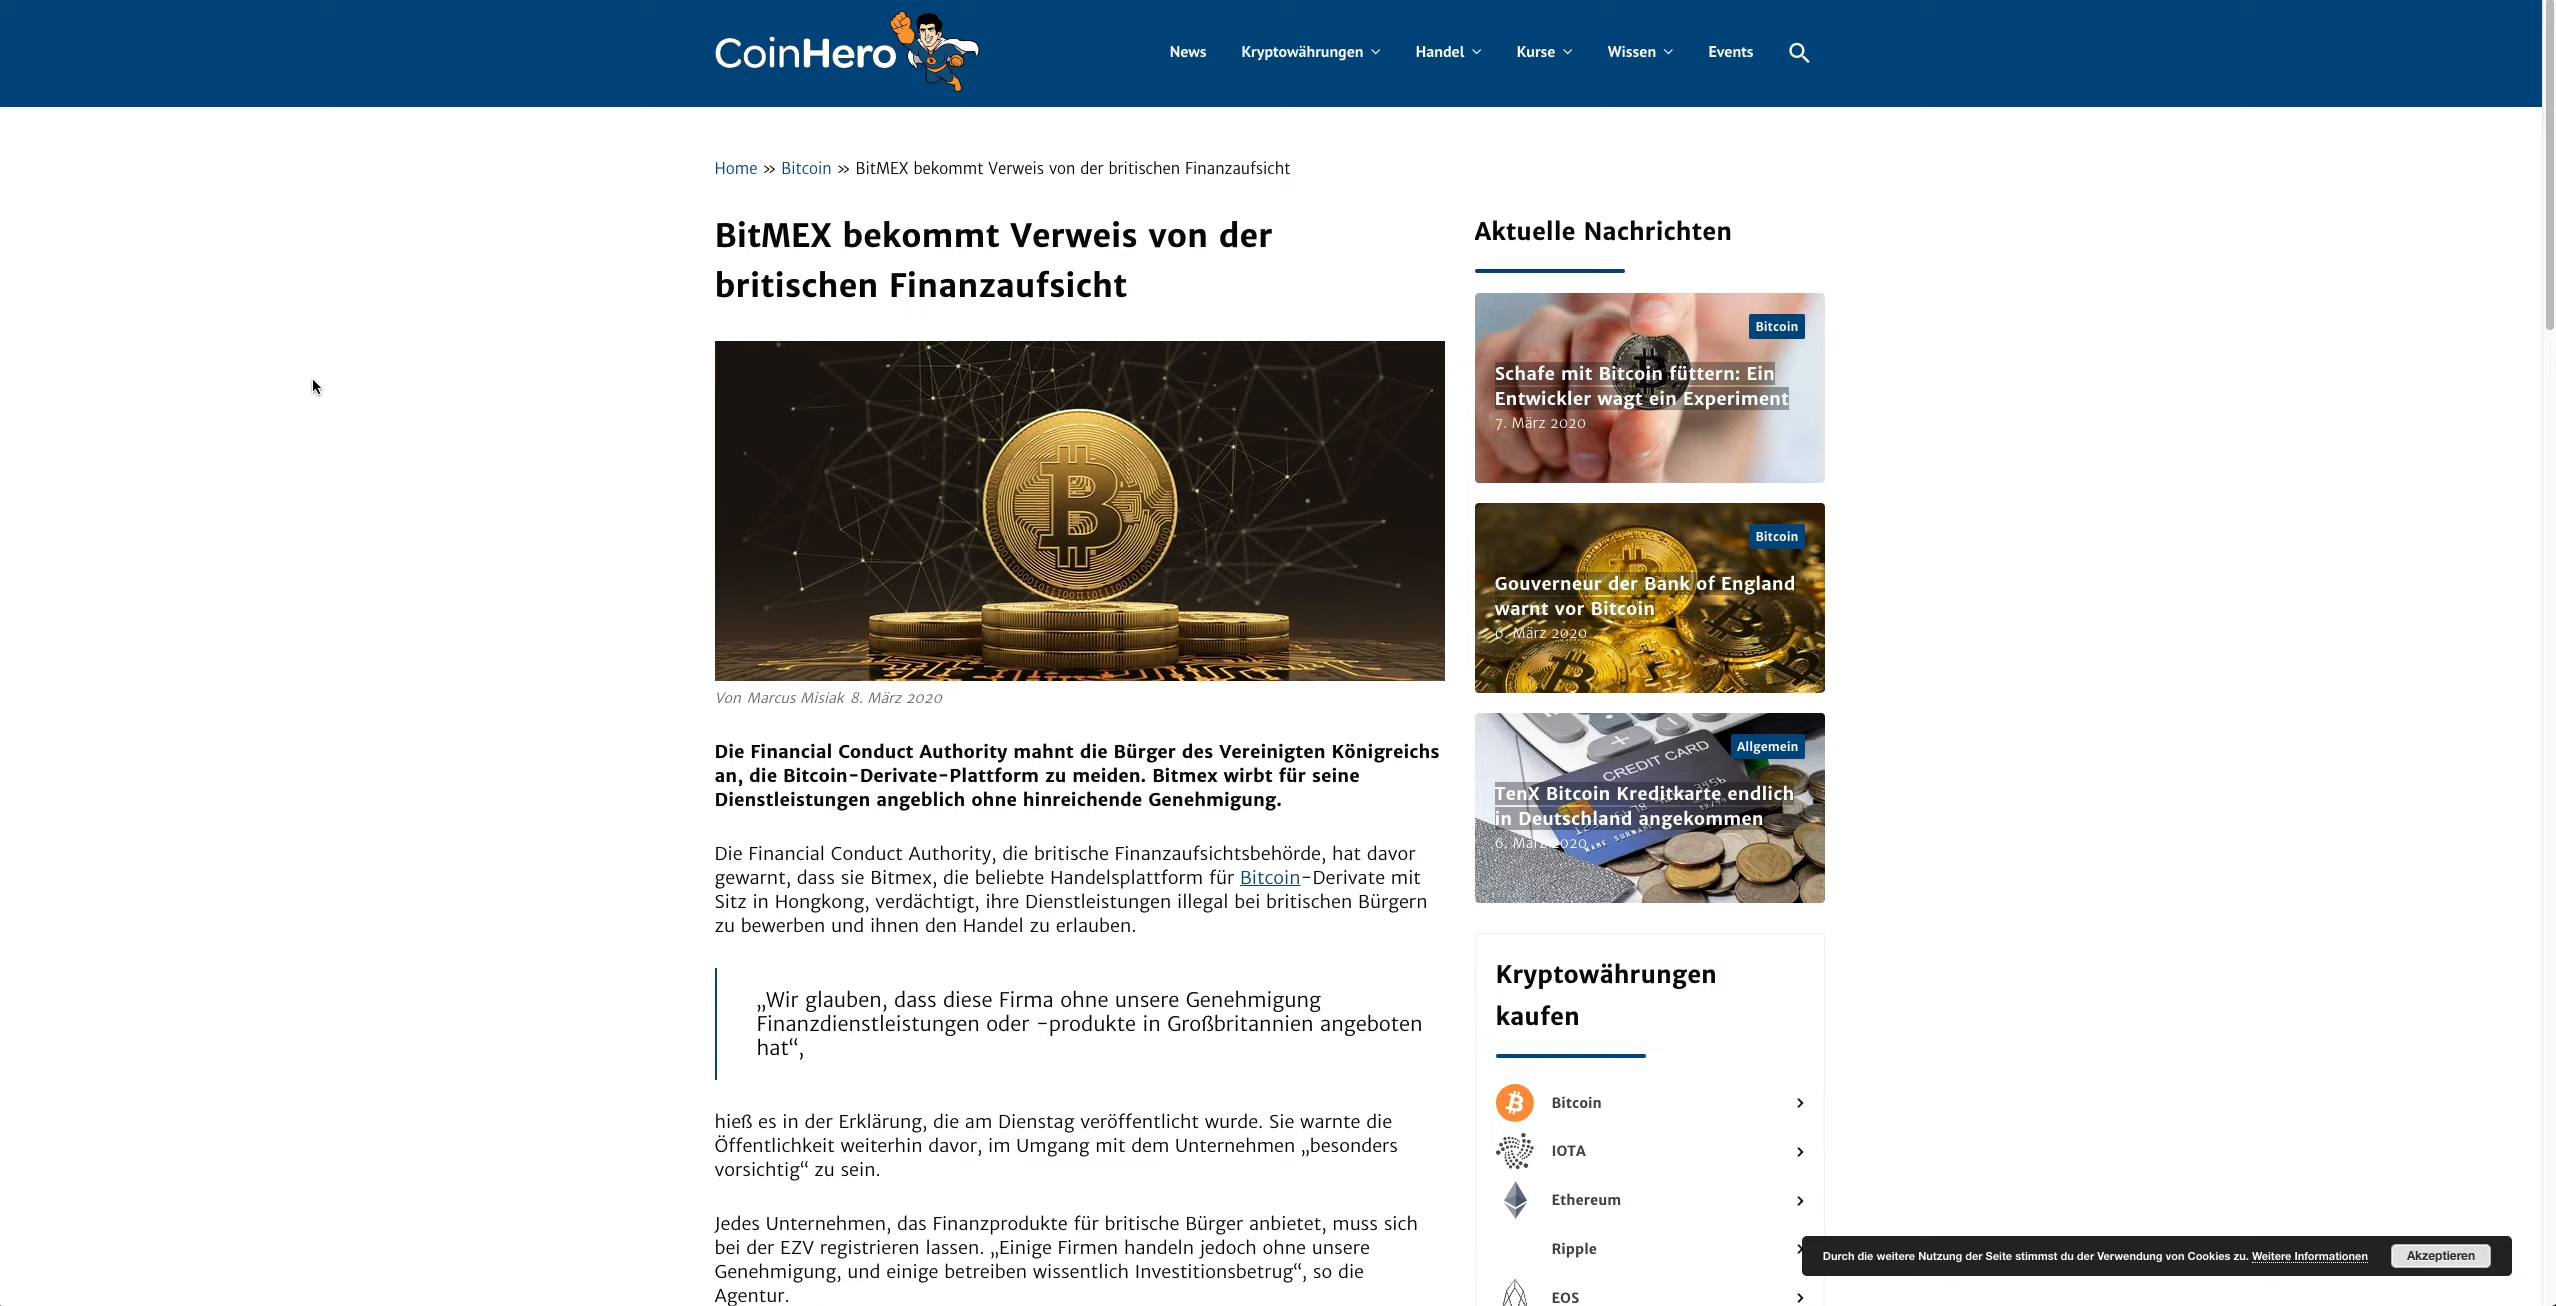 CoinHero
News
Kryptowährungen
Handel
Kurse
Wissen
Events
Home » Bitcoin » BitMEX bekommt Verweis von der britischen Finanzaufsicht
BitMEX bekommt Verweis von der
britischen Finanzaufsicht
Von Marcus Misiak 8. März 2020
Die Financial Conduct Authority mahnt die Bürger des Vereinigten Königreichs
an, die Bitcoin-Derivate-Plattform zu meiden. Bitmex wirbt für seine
Dienstleistungen angeblich ohne hinreichende Genehmigung.
Die Financial Conduct Authority, die britische Finanzaufsichtsbehörde, hat davor
gewarnt, dass sie Bitmex, die beliebte Handelsplattform für Bitcoin-Derivate mit
Sitz in Hongkong, verdächtigt, ihre Dienstleistungen illegal bei britischen Bürgern
zu bewerben und ihnen den Handel zu erlauben.
„Wir glauben, dass diese Firma ohne unsere Genehmigung
Finanzdienstleistungen oder -produkte in Großbritannien angeboten
hat“,
hieß es in der Erklärung, die am Dienstag veröffentlicht wurde. Sie warnte die
Öffentlichkeit weiterhin davor, im Umgang mit dem Unternehmen „besonders
vorsichtig“ zu sein.
Jedes Unternehmen, das Finanzprodukte für britische Bürger anbietet, muss sich
bei der EZV registrieren lassen. „Einige Firmen handeln jedoch ohne unsere
Genehmigung, und einige betreiben wissentlich Investitionsbetrug“, so die
Agentur.
Aktuelle Nachrichten
Bitcoin
Schafe mit Bitcoin füttern: Ein
Entwickler wagt ein Experiment
7. März 2020
Bitcoin
Gouverneur der Bank of England
warnt vor Bitcoin
6. März 2020
Allgemein
CREDIT CARD
TenX Bitcoin Kreditkarte endlich
in Deutschland angekommen
6. März 2020
Kryptowährungen
kaufen
Bitcoin
IOTA
Ethereum
Ripple
EOS
Durch die weitere Nutzung der Seite stimmst du der Verwendung von Cookies zu. Weitere Informationen
Akzeptieren